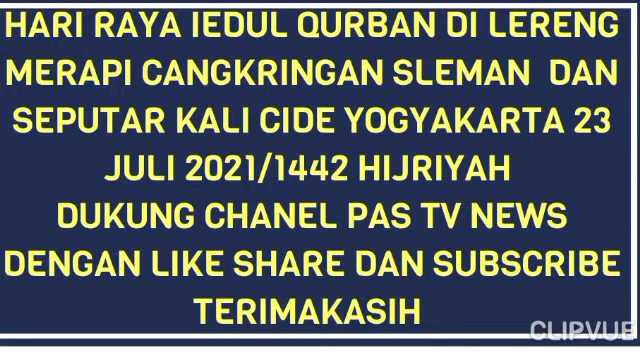 HARI RAYA IEDUL QURBAN DI LERENG
MERAPI CANGKRINGAN SLEMAN DAN
SEPUTAR KALI CIDE YOGYAKARTA 23
JULI 2021/1442 HIJRIYAH
DUKUNG CHANEL PAS TV NEWS
DENGAN LIKE SHARE DAN SUBSCRIBE
TERIMAKASIH
CLIPVUE